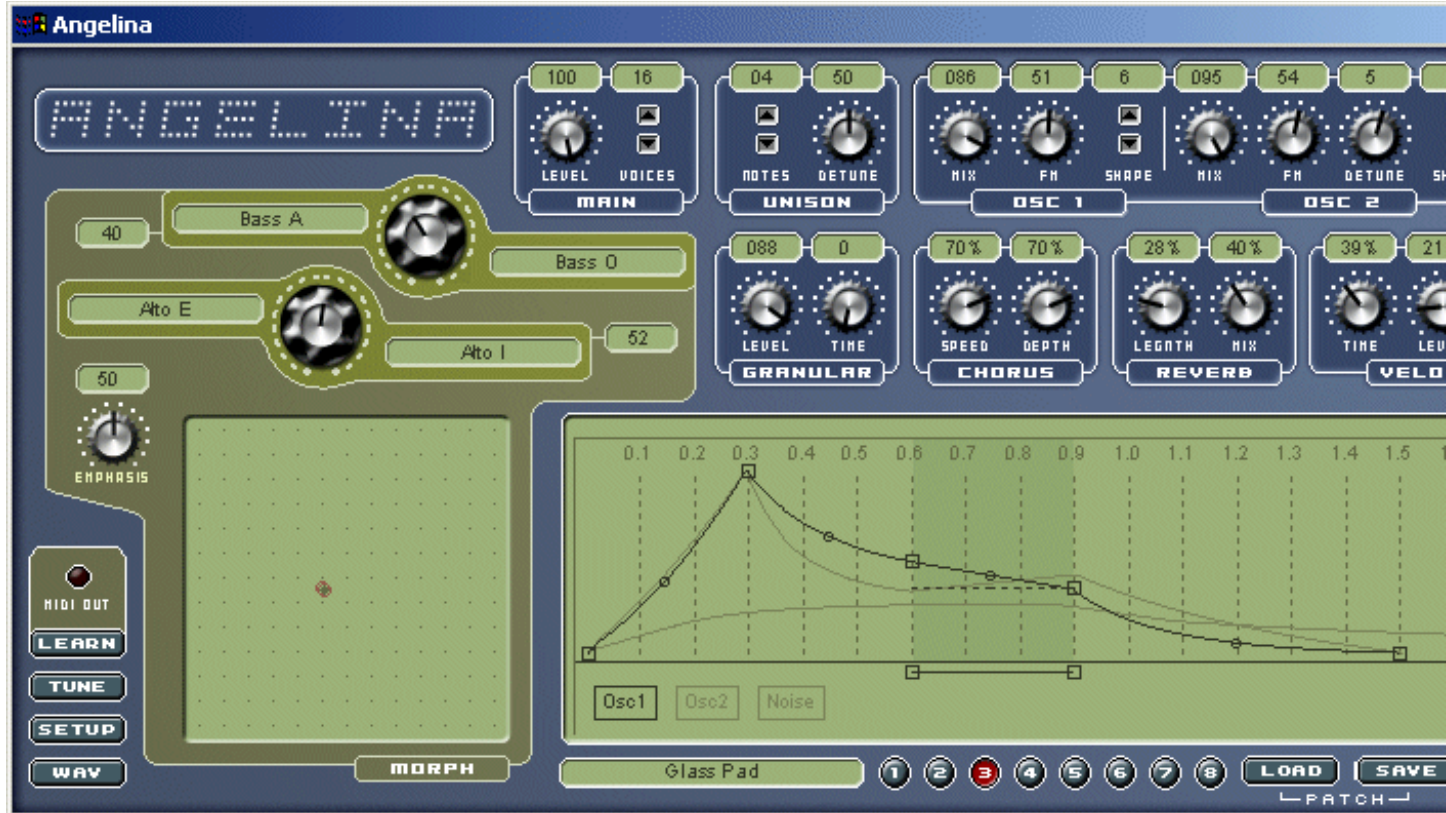 Angelina
ANGELINA
100 16
LEVEL VOICES
MAIN
04 50
NOTES DETUNE
UNISON
086 51 6 095 54 5
MIX FM SHAPE MIX FM DETUNE SH
OSC 1 OSC 2
40
Bass A
Bass O
Alto E
Alto I
52
50
EMPHASIS
088 0
LEVEL TIME
GRANULAR
70% 70%
SPEED DEPTH
CHORUS
28% 40%
LEGNTH MIX
REVERB
39% 21
TIME LEV
VELO
0.1 0.2 0.3 0.4 0.5 0.6 0.7 0.8 0.9 1.0 1.1 1.2 1.3 1.4 1.5 1
Osc1 Osc2 Noise
MIDI OUT
LEARN
TUNE
SETUP
WAV
MORPH
Glass Pad
1 2 3 4 5 6 7 8
LOAD SAVE
PATCH